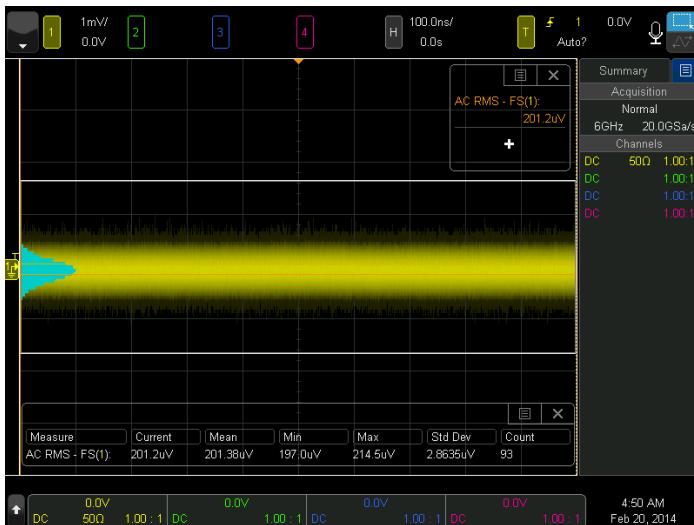 1 1mV/ 2 3 4 H 100.0ns/ T 1 0.0V
0.0V 0.0s Auto?
Summary
Acquisition
Normal
6GHz 20.0GSa/s
Channels
DC 50Ω 1.00:1
DC 1.00:1
DC 1.00:1
DC 1.00:1
AC RMS - FS(1):
201.2uV
T
1
Measure Current Mean Min Max Std Dev Count
AC RMS - FS(1): 201.2uV 201.38uV 197.0uV 214.5uV 2.8635uV 93
0.0V 0.0V 0.0V 0.0V
DC 50Ω 1.00 : 1 DC 1.00 : 1 DC 1.00 : 1 DC 1.00 : 1
4:50 AM
Feb 20, 2014